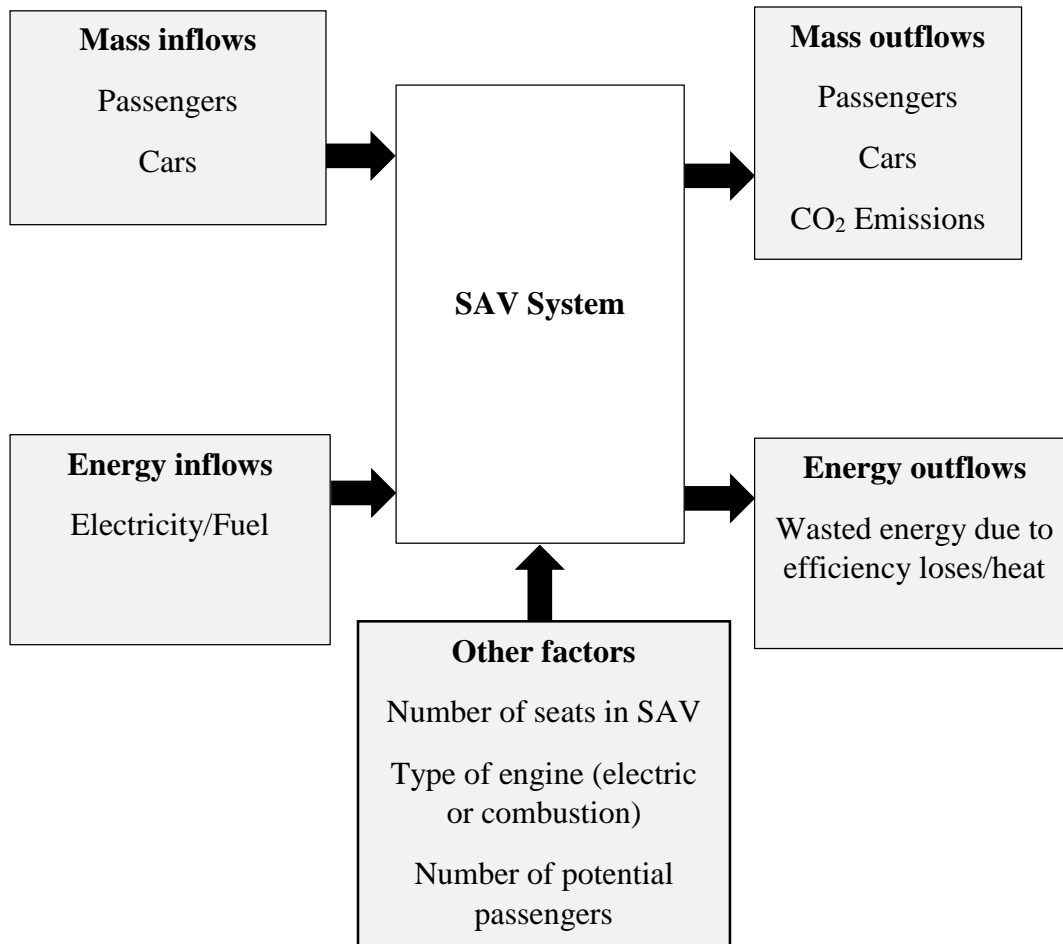 Mass inflows
Passengers
Cars
Mass outflows
Passengers
Cars
CO₂ Emissions
SAV System
Energy inflows
Electricity/Fuel
Energy outflows
Wasted energy due to
efficiency loses/heat
Other factors
Number of seats in SAV
Type of engine (electric
or combustion)
Number of potential
passengers